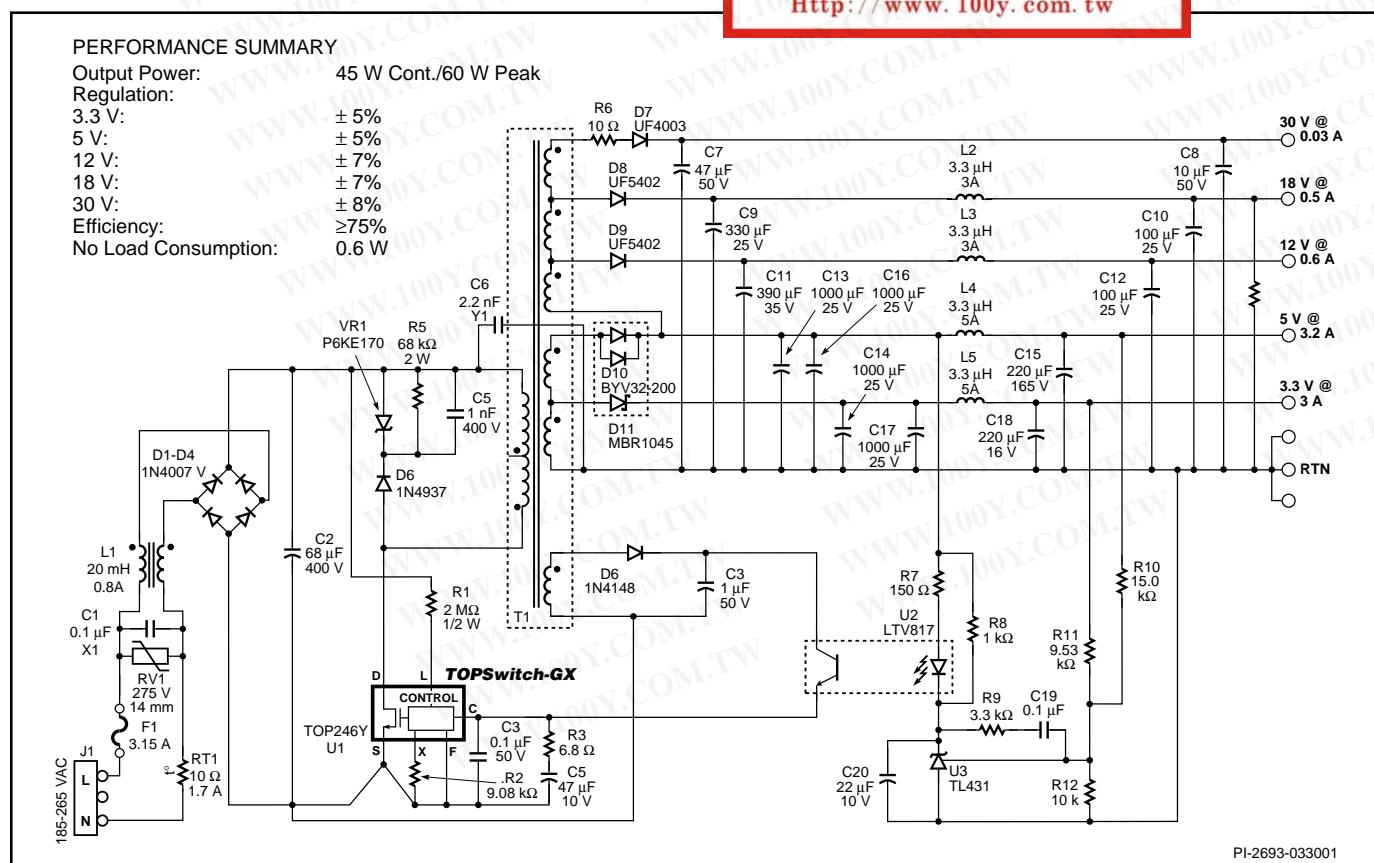 Http://www.100y.com.tw
PERFORMANCE SUMMARY
Output Power: 45 W Cont./60 W Peak
Regulation:
3.3 V: ± 5%
5 V: ± 5%
12 V: ± 7%
18 V: ± 7%
30 V: ± 8%
Efficiency: ≥75%
No Load Consumption: 0.6 W
R6
10 Ω
D7
UF4003
C7
47 µF
50 V
L2
3.3 µH
3A
C8
10 µF
50 V
30 V @
0.03 A
D8
UF5402
18 V @
0.5 A
C9
330 µF
25 V
L3
3.3 µH
3A
C10
100 µF
25 V
D9
UF5402
12 V @
0.6 A
C11
390 µF
35 V
C13
1000 µF
25 V
C16
1000 µF
25 V
L4
3.3 µH
5A
C12
100 µF
25 V
5 V @
3.2 A
C6
2.2 nF
Y1
VR1
P6KE170
R5
68 kΩ
2 W
C5
1 nF
400 V
D10
BYV32-200
C14
1000 µF
25 V
L5
3.3 µH
5A
C15
220 µF
165 V
3.3 V @
3 A
D11
MBR1045
C17
1000 µF
25 V
C18
220 µF
16 V
RTN
D1-D4
1N4007 V
D6
1N4937
C2
68 µF
400 V
L1
20 mH
0.8A
C1
0.1 µF
X1
RV1
275 V
14 mm
F1
3.15 A
J1
L
N
185-265 VAC
RT1
10 Ω
1.7 A
t°
R1
2 MΩ
1/2 W
T1
D6
1N4148
C3
1 µF
50 V
R7
150 Ω
U2
LTV817
R8
1 kΩ
R10
15.0
kΩ
R11
9.53
kΩ
D
L
TOPSwitch-GX
CONTROL
C
TOP246Y
U1
S
X
F
.R2
9.08 kΩ
C3
0.1 µF
50 V
R3
6.8 Ω
C5
47 µF
10 V
R9
3.3 kΩ
C19
0.1 µF
C20
22 µF
10 V
U3
TL431
R12
10 k
PI-2693-033001
WWW.100Y.COM.TW